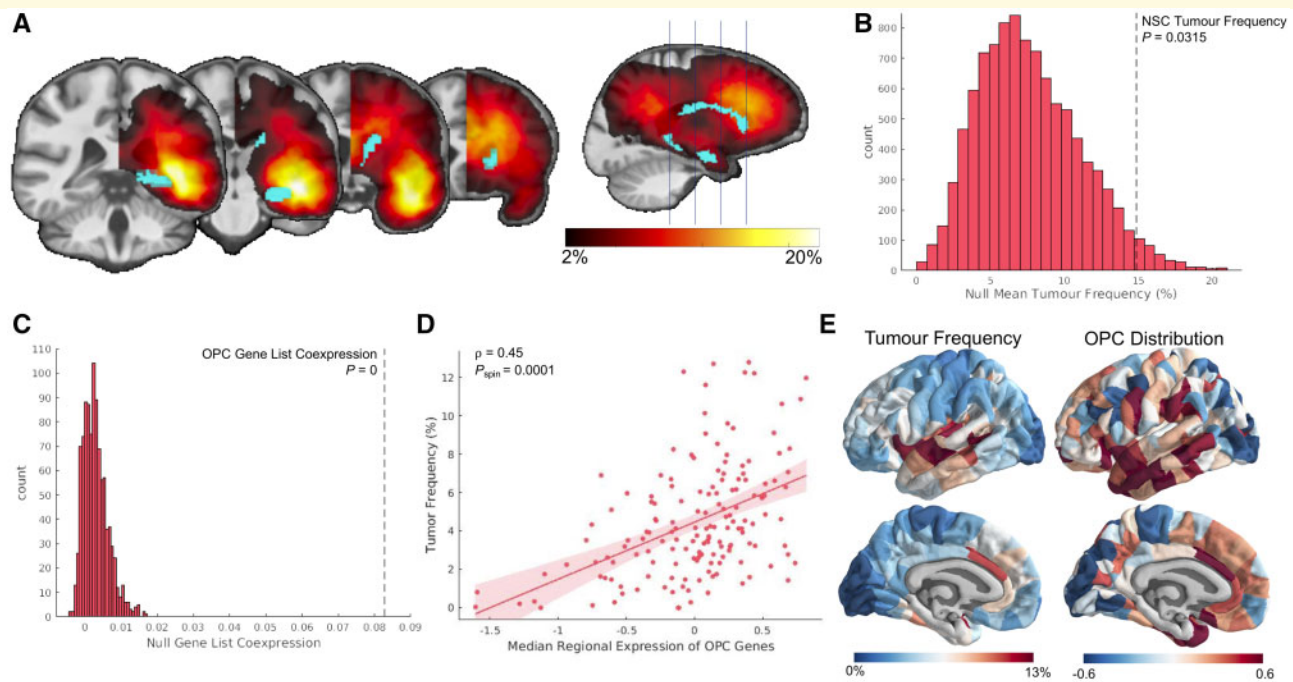 A
2%
20%
B
NSC Tumour Frequency
P = 0.0315
800
700
600
500
400
300
200
100
0
count
0
5
10
15
20
Null Mean Tumour Frequency (%)
C
OPC Gene List Coexpression
P = 0
110
100
90
80
70
60
50
40
30
20
10
0
count
0
0.01
0.02
0.03
0.04
0.05
0.06
0.07
0.08
0.09
Null Gene List Coexpression
D
ρ = 0.45
Pspin = 0.0001
12
10
8
6
4
2
0
Tumor Frequency (%)
-1.5
-1
-0.5
0
0.5
Median Regional Expression of OPC Genes
E
Tumour Frequency
OPC Distribution
0%
13%
-0.6
0.6